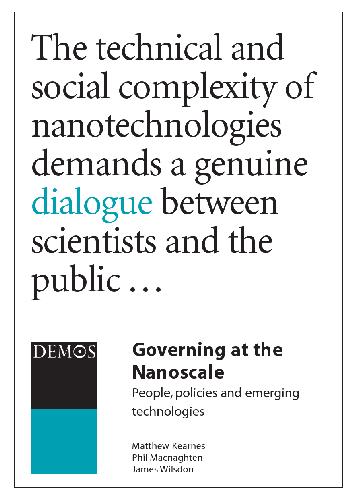 The technical and
social complexity of
nanotechnologies
demands a genuine
dialogue between
scientists and the
public …
DEMOS
Governing at the
Nanoscale
People, policies and emerging
technologies
Matthew Kearnes
Phil Macnaghten
James Wilsdon